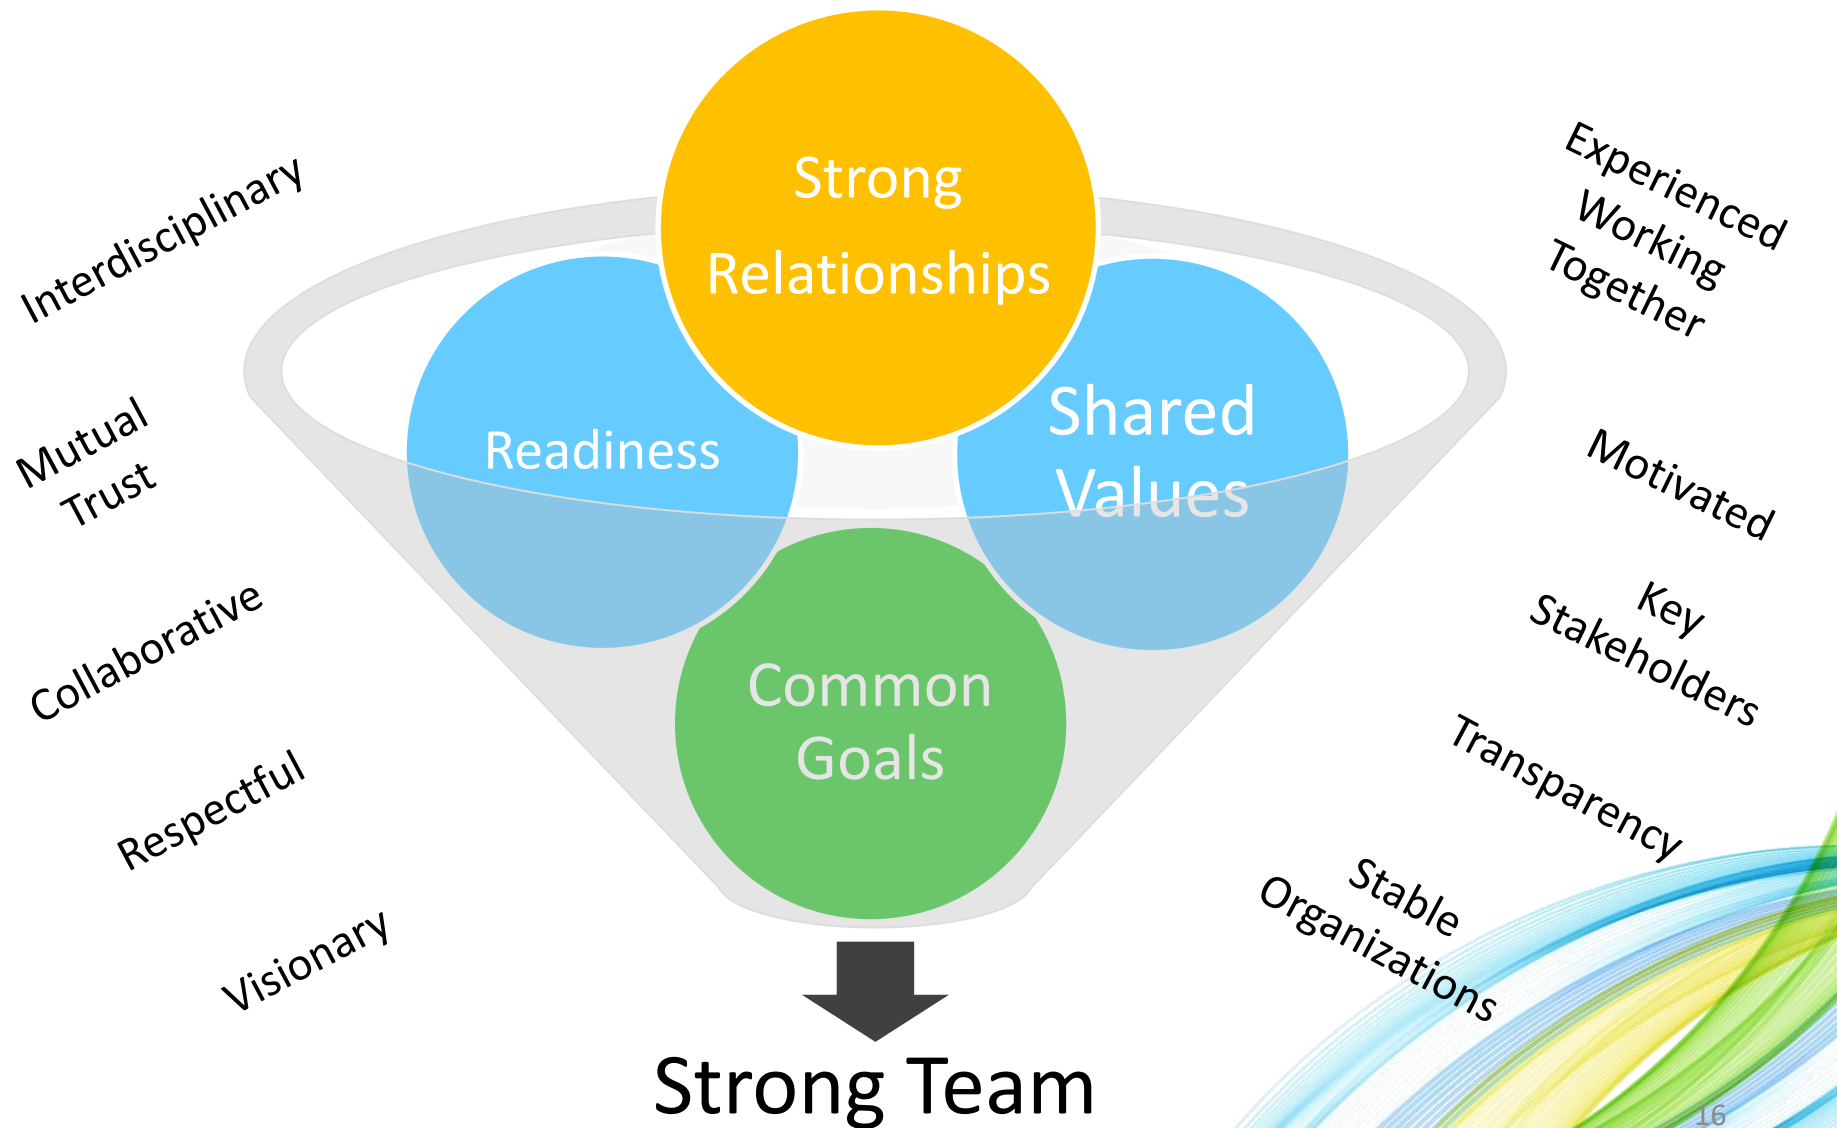 Interdisciplinary
Mutual
Trust
Collaborative
Respectful
Visionary
Strong
Relationships
Readiness
Shared
Values
Common
Goals
Strong Team
Experienced
Working
Together
Motivated
Key
Stakeholders
Transparency
Stable
Organizations
16